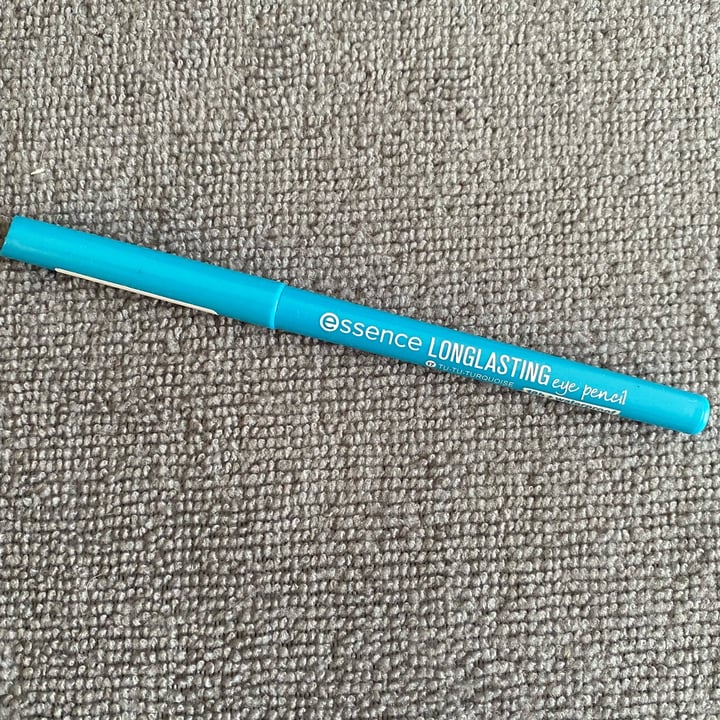 essence LONGLASTING eye pencil
TU-TU-TURQUOISE